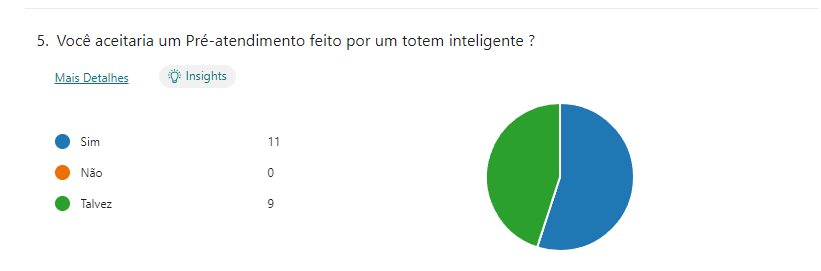 5. Você aceitaria um Pré-atendimento feito por um totem inteligente ?
Mais Detalhes Insights
Sim 11
Não 0
Talvez 9